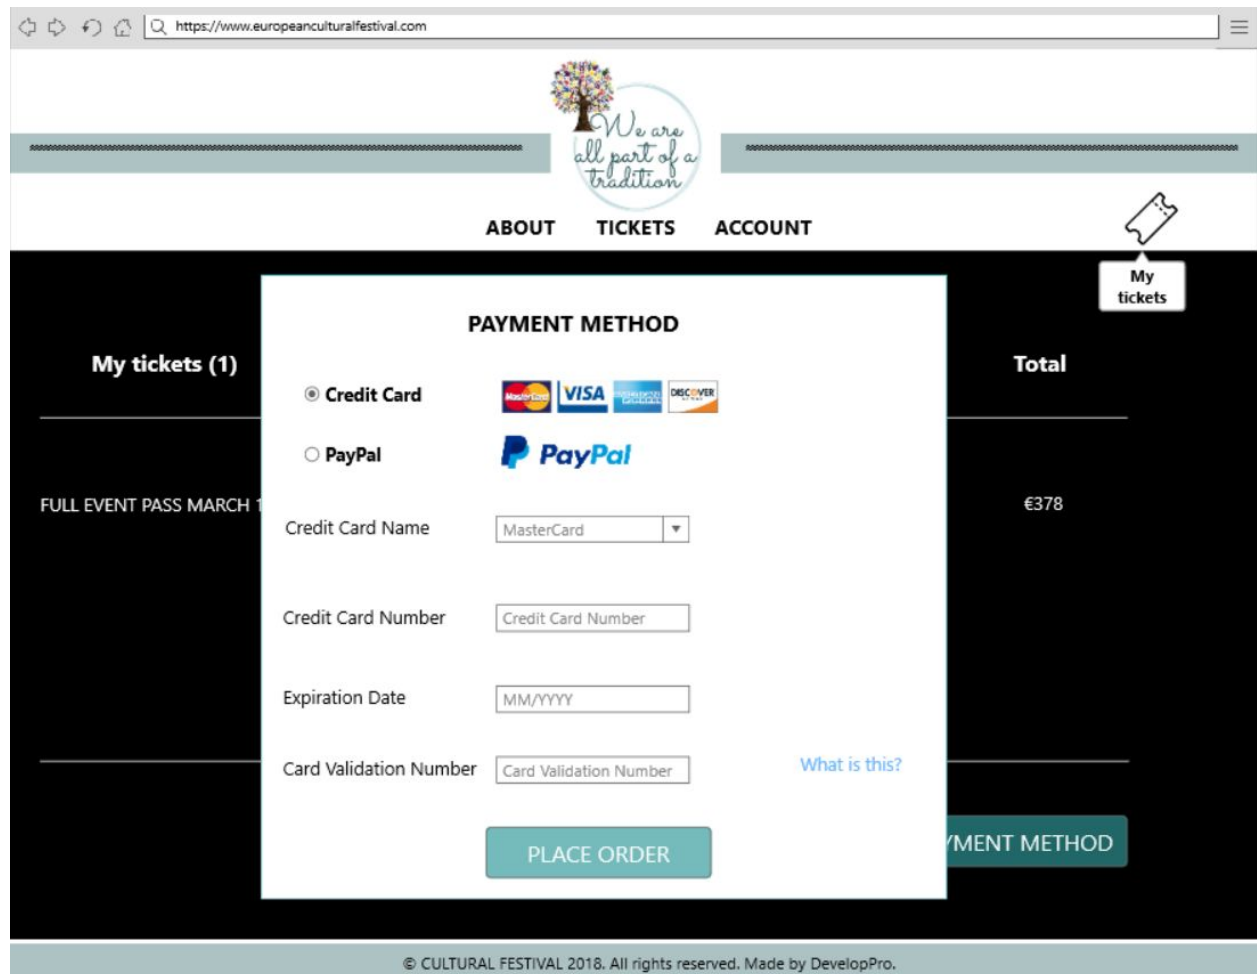 https://www.europeanculturalfestival.com
We are
all part of a
tradition
ABOUT TICKETS ACCOUNT
My
tickets
PAYMENT METHOD
My tickets (1)
Total
Credit Card
MasterCard
VISA
DISCOVER
PayPal
PayPal
FULL EVENT PASS MARCH 1
€378
Credit Card Name
MasterCard
Credit Card Number
Credit Card Number
Expiration Date
MM/YYYY
Card Validation Number
Card Validation Number
What is this?
PLACE ORDER
YMENT METHOD
© CULTURAL FESTIVAL 2018. All rights reserved. Made by DevelopPro.